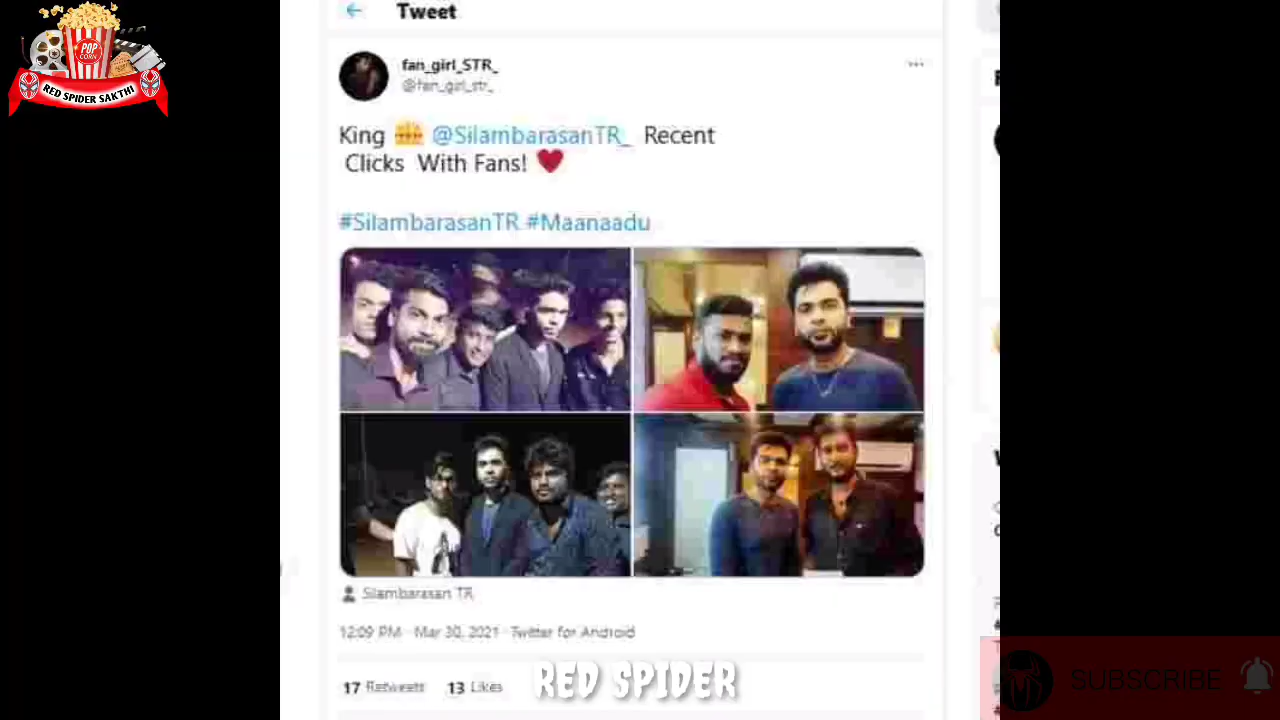 POP
CORN
RED SPIDER SAKTHI
Tweet
fan_girl_STR_
@fan_girl_str_
King @SilambarasanTR_ Recent
Clicks With Fans!
#SilambarasanTR #Maanaadu
Silambarasan TR
12:09 PM · Mar 30, 2021 · Twitter for Android
17 Retweets 13 Likes
RED SPIDER
SUBSCRIBE